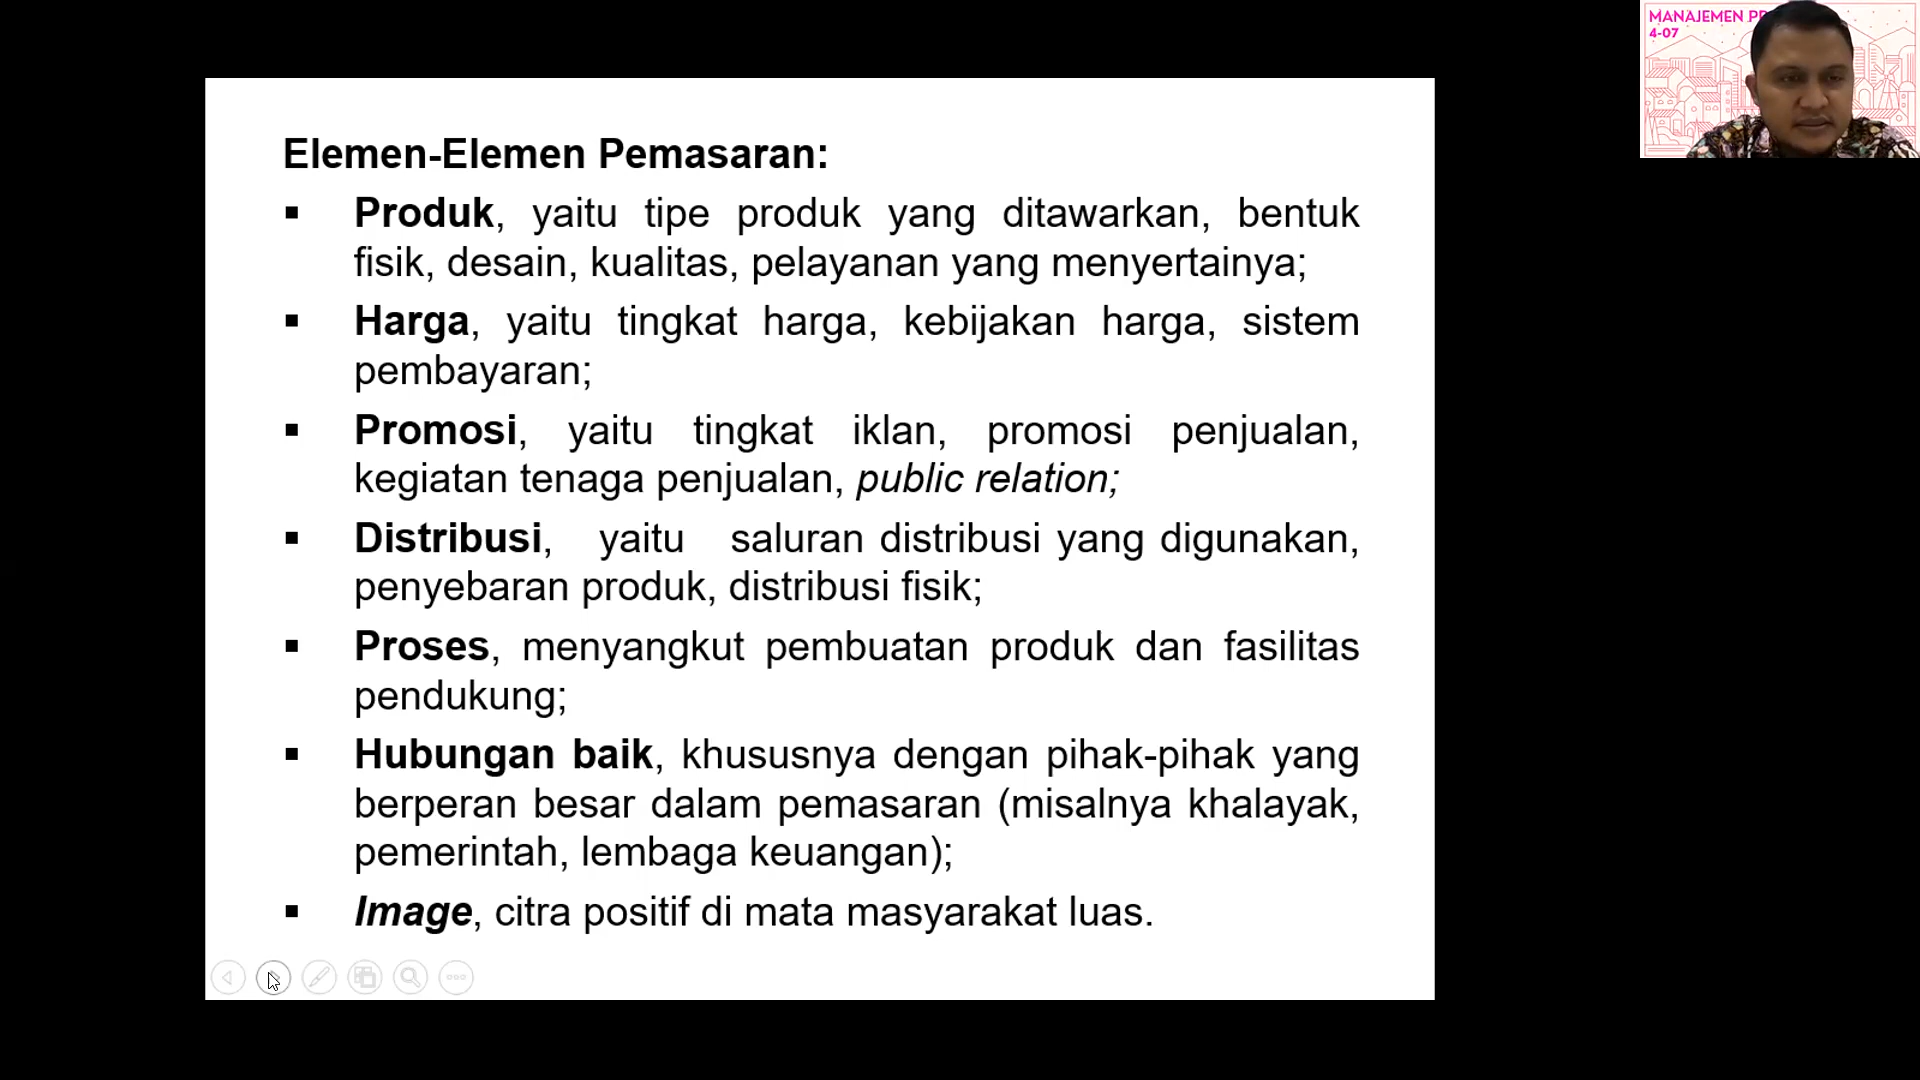 MANAJEMEN
4-07
Elemen-Elemen Pemasaran:
▪ Produk, yaitu tipe produk yang ditawarkan, bentuk
fisik, desain, kualitas, pelayanan yang menyertainya;
▪ Harga, yaitu tingkat harga, kebijakan harga, sistem
pembayaran;
▪ Promosi, yaitu tingkat iklan, promosi penjualan,
kegiatan tenaga penjualan, public relation;
▪ Distribusi, yaitu saluran distribusi yang digunakan,
penyebaran produk, distribusi fisik;
▪ Proses, menyangkut pembuatan produk dan fasilitas
pendukung;
▪ Hubungan baik, khususnya dengan pihak-pihak yang
berperan besar dalam pemasaran (misalnya khalayak,
pemerintah, lembaga keuangan);
▪ Image, citra positif di mata masyarakat luas.